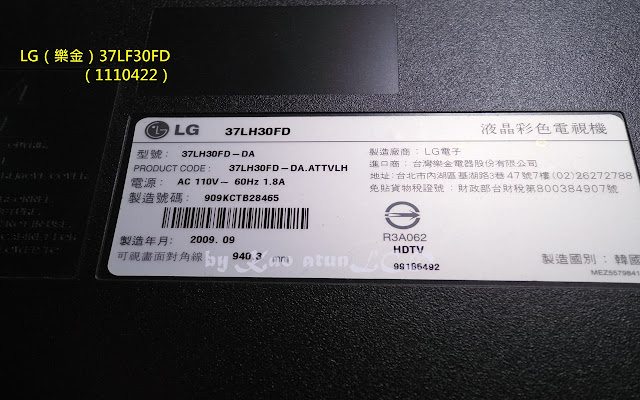 LG（樂金）37LF30FD
（1110422）
LG 37LH30FD 液晶彩色電視機
型號: 37LH30FD-DA
PRODUCT CODE: 37LH30FD-DA.ATTVLH
電源: AC 110V~ 60Hz 1.8A
製造號碼: 909KCTB28465
製造年月: 2009.09
可視畫面對角線 940.3 mm
製造廠商: LG電子
進口商: 台灣樂金電器股份有限公司
地址: 台北市內湖區基湖路3巷47號7樓 (02)26272788
免貼貨物稅證號: 財政部台財稅第800384907號
R3A062
HDTV
99186492
製造國別: 韓國
by Kao atun